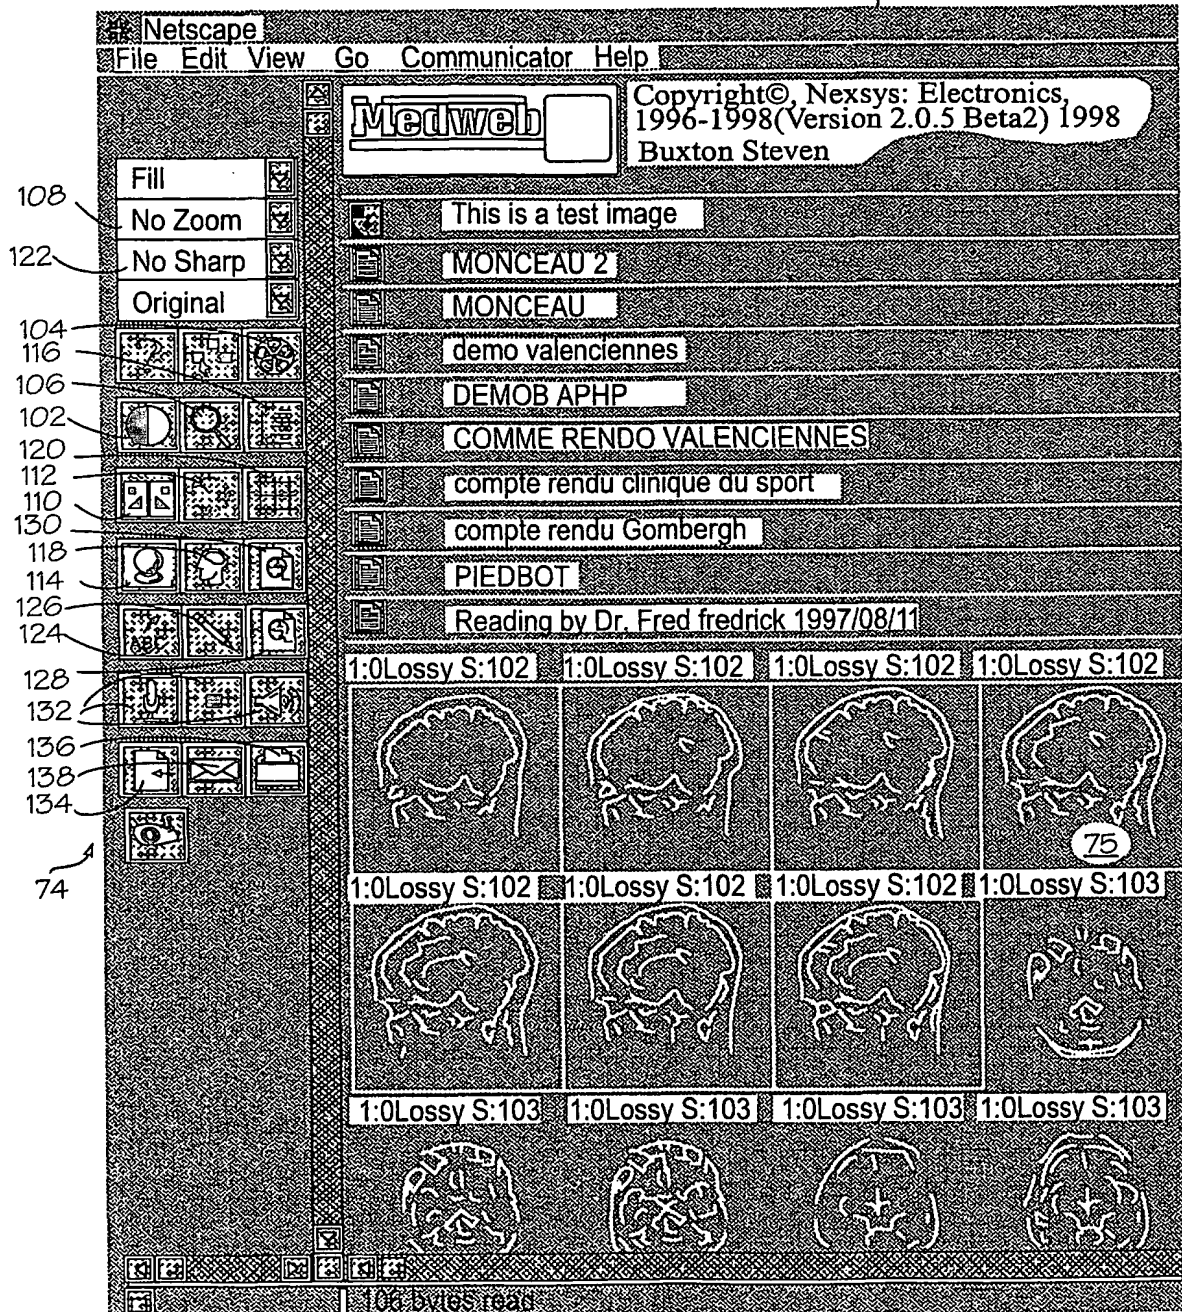 Netscape
File Edit View Go Communicator Help
Medweb
Copyright©, Nexsys: Electronics,
1996-1998(Version 2.0.5 Beta2) 1998
Buxton Steven
Fill
108
No Zoom
122
No Sharp
Original
104
116
106
102
120
112
110
130
118
114
126
124
128
132
136
138
134
74
ABC
This is a test image
MONCEAU 2
MONCEAU
demo valenciennes
DEMOB APHP
COMME RENDO VALENCIENNES
compte rendu clinique du sport
compte rendu Gombergh
PIEDBOT
Reading by Dr. Fred fredrick 1997/08/11
1:0Lossy S:102 1:0Lossy S:102 1:0Lossy S:102 1:0Lossy S:102
75
1:0Lossy S:102 1:0Lossy S:102 1:0Lossy S:102 1:0Lossy S:103
1:0Lossy S:103 1:0Lossy S:103 1:0Lossy S:103 1:0Lossy S:103
106 bytes read